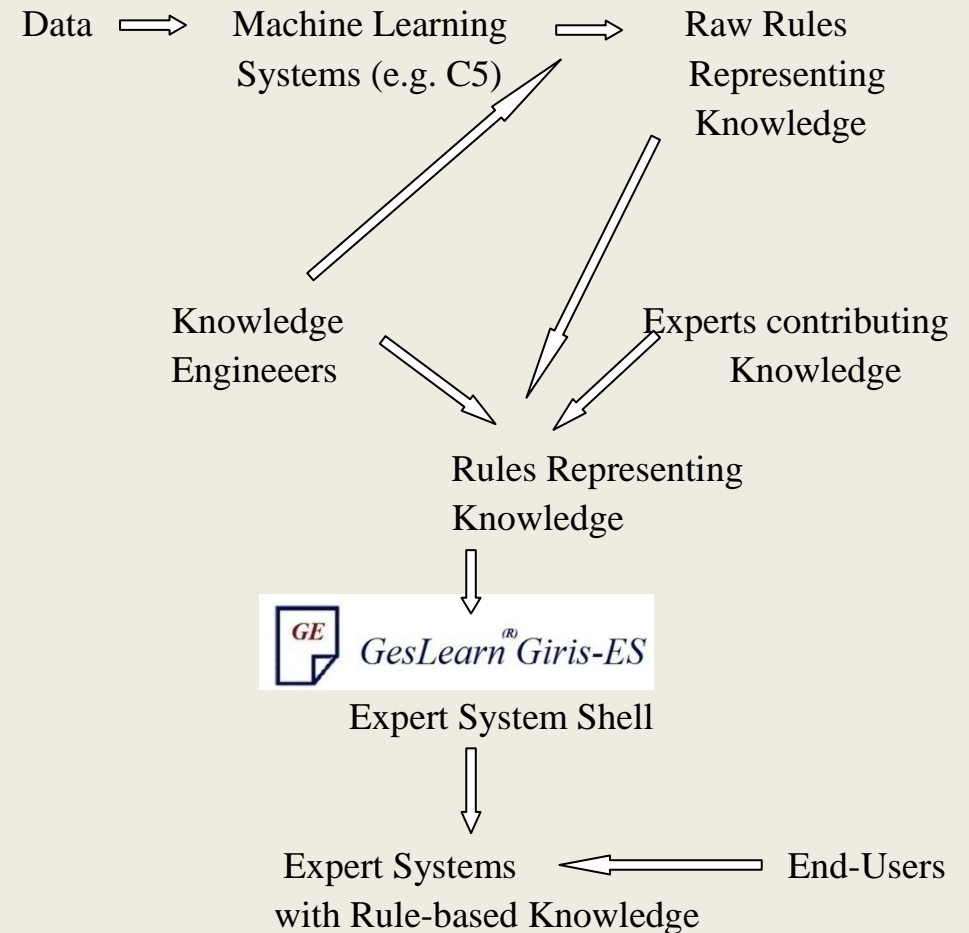 Data
Machine Learning
Systems (e.g. C5)
Raw Rules
Representing
Knowledge
Knowledge
Engineeers
Experts contributing
Knowledge
Rules Representing
Knowledge
GE
GesLearn(R) Giris-ES
Expert System Shell
Expert Systems
with Rule-based Knowledge
End-Users